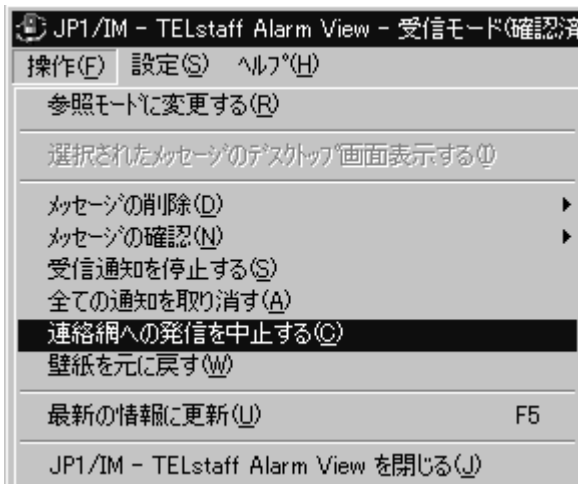 JP1/IM - TELstaff Alarm View - 受信モード(確認済
操作(F) 設定(S) ヘルプ(H)
参照モードに変更する(R)
選択されたメッセージのデスクトップ画面表示する(I)
メッセージの削除(D)
メッセージの確認(N)
受信通知を停止する(S)
全ての通知を取り消す(A)
連絡網への発信を中止する(C)
壁紙を元に戻す(W)
最新の情報に更新(U) F5
JP1/IM - TELstaff Alarm View を閉じる(J)